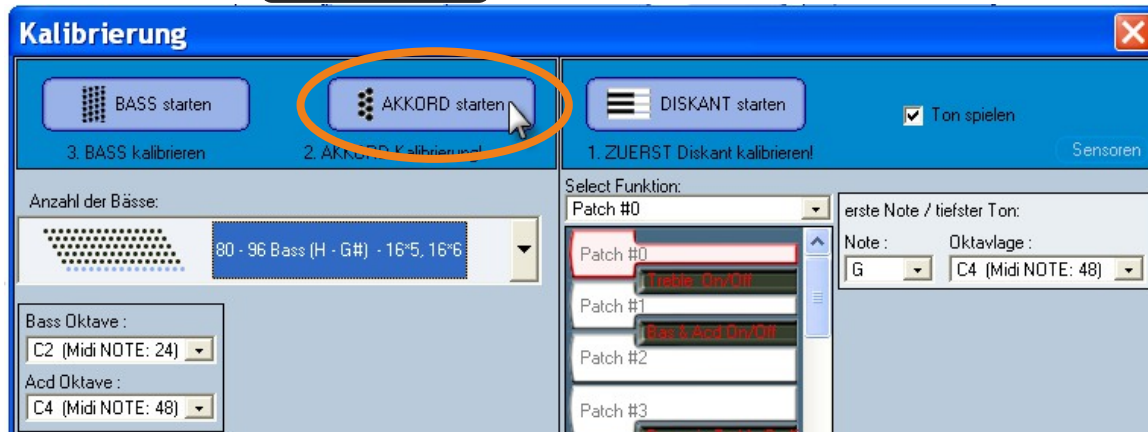 Kalibrierung
BASS starten
AKKORD starten
DISKANT starten
Ton spielen
3. BASS kalibrieren
2. AKKORD Kalibrierung!
1. ZUERST Diskant kalibrieren!
Sensoren
Anzahl der Bässe:
80 - 96 Bass (H - G#) - 16*5, 16*6
Bass Oktave :
C2 (Midi NOTE: 24)
Acd Oktave :
C4 (Midi NOTE: 48)
Select Funktion:
Patch #0
Patch #0
Treble On/Off
Patch #1
Bas & Acd On/Off
Patch #2
Patch #3
erste Note / tiefster Ton:
Note :
Oktavlage :
G
C4 (Midi NOTE: 48)